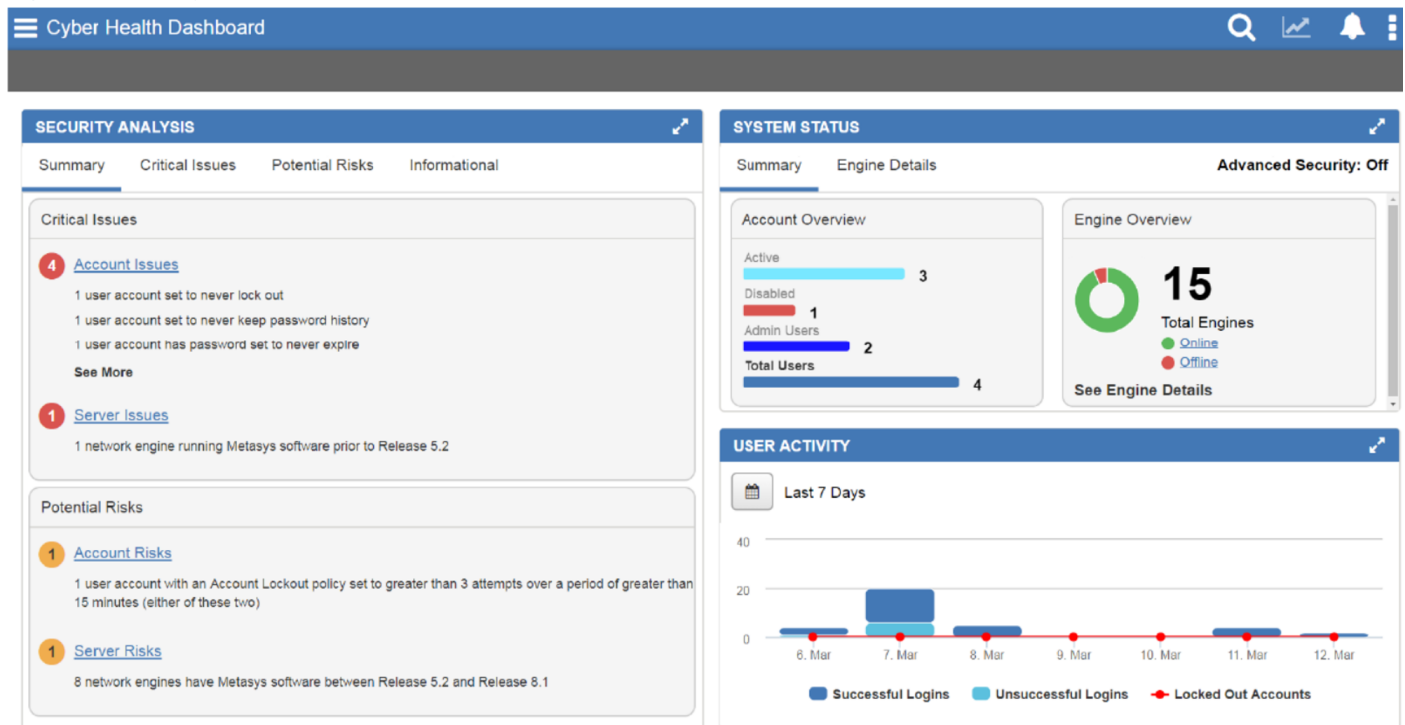 Cyber Health Dashboard
SECURITY ANALYSIS
Summary Critical Issues Potential Risks Informational
Critical Issues
4 Account Issues
1 user account set to never lock out
1 user account set to never keep password history
1 user account has password set to never expire
See More
1 Server Issues
1 network engine running Metasys software prior to Release 5.2
Potential Risks
1 Account Risks
1 user account with an Account Lockout policy set to greater than 3 attempts over a period of greater than
15 minutes (either of these two)
1 Server Risks
8 network engines have Metasys software between Release 5.2 and Release 8.1
SYSTEM STATUS
Summary Engine Details Advanced Security: Off
Account Overview
Active
3
Disabled
1
Admin Users
2
Total Users
4
Engine Overview
15
Total Engines
Online
Offline
See Engine Details
USER ACTIVITY
Last 7 Days
40
20
0
6. Mar 7. Mar 8. Mar 9. Mar 10. Mar 11. Mar 12. Mar
Successful Logins Unsuccessful Logins Locked Out Accounts